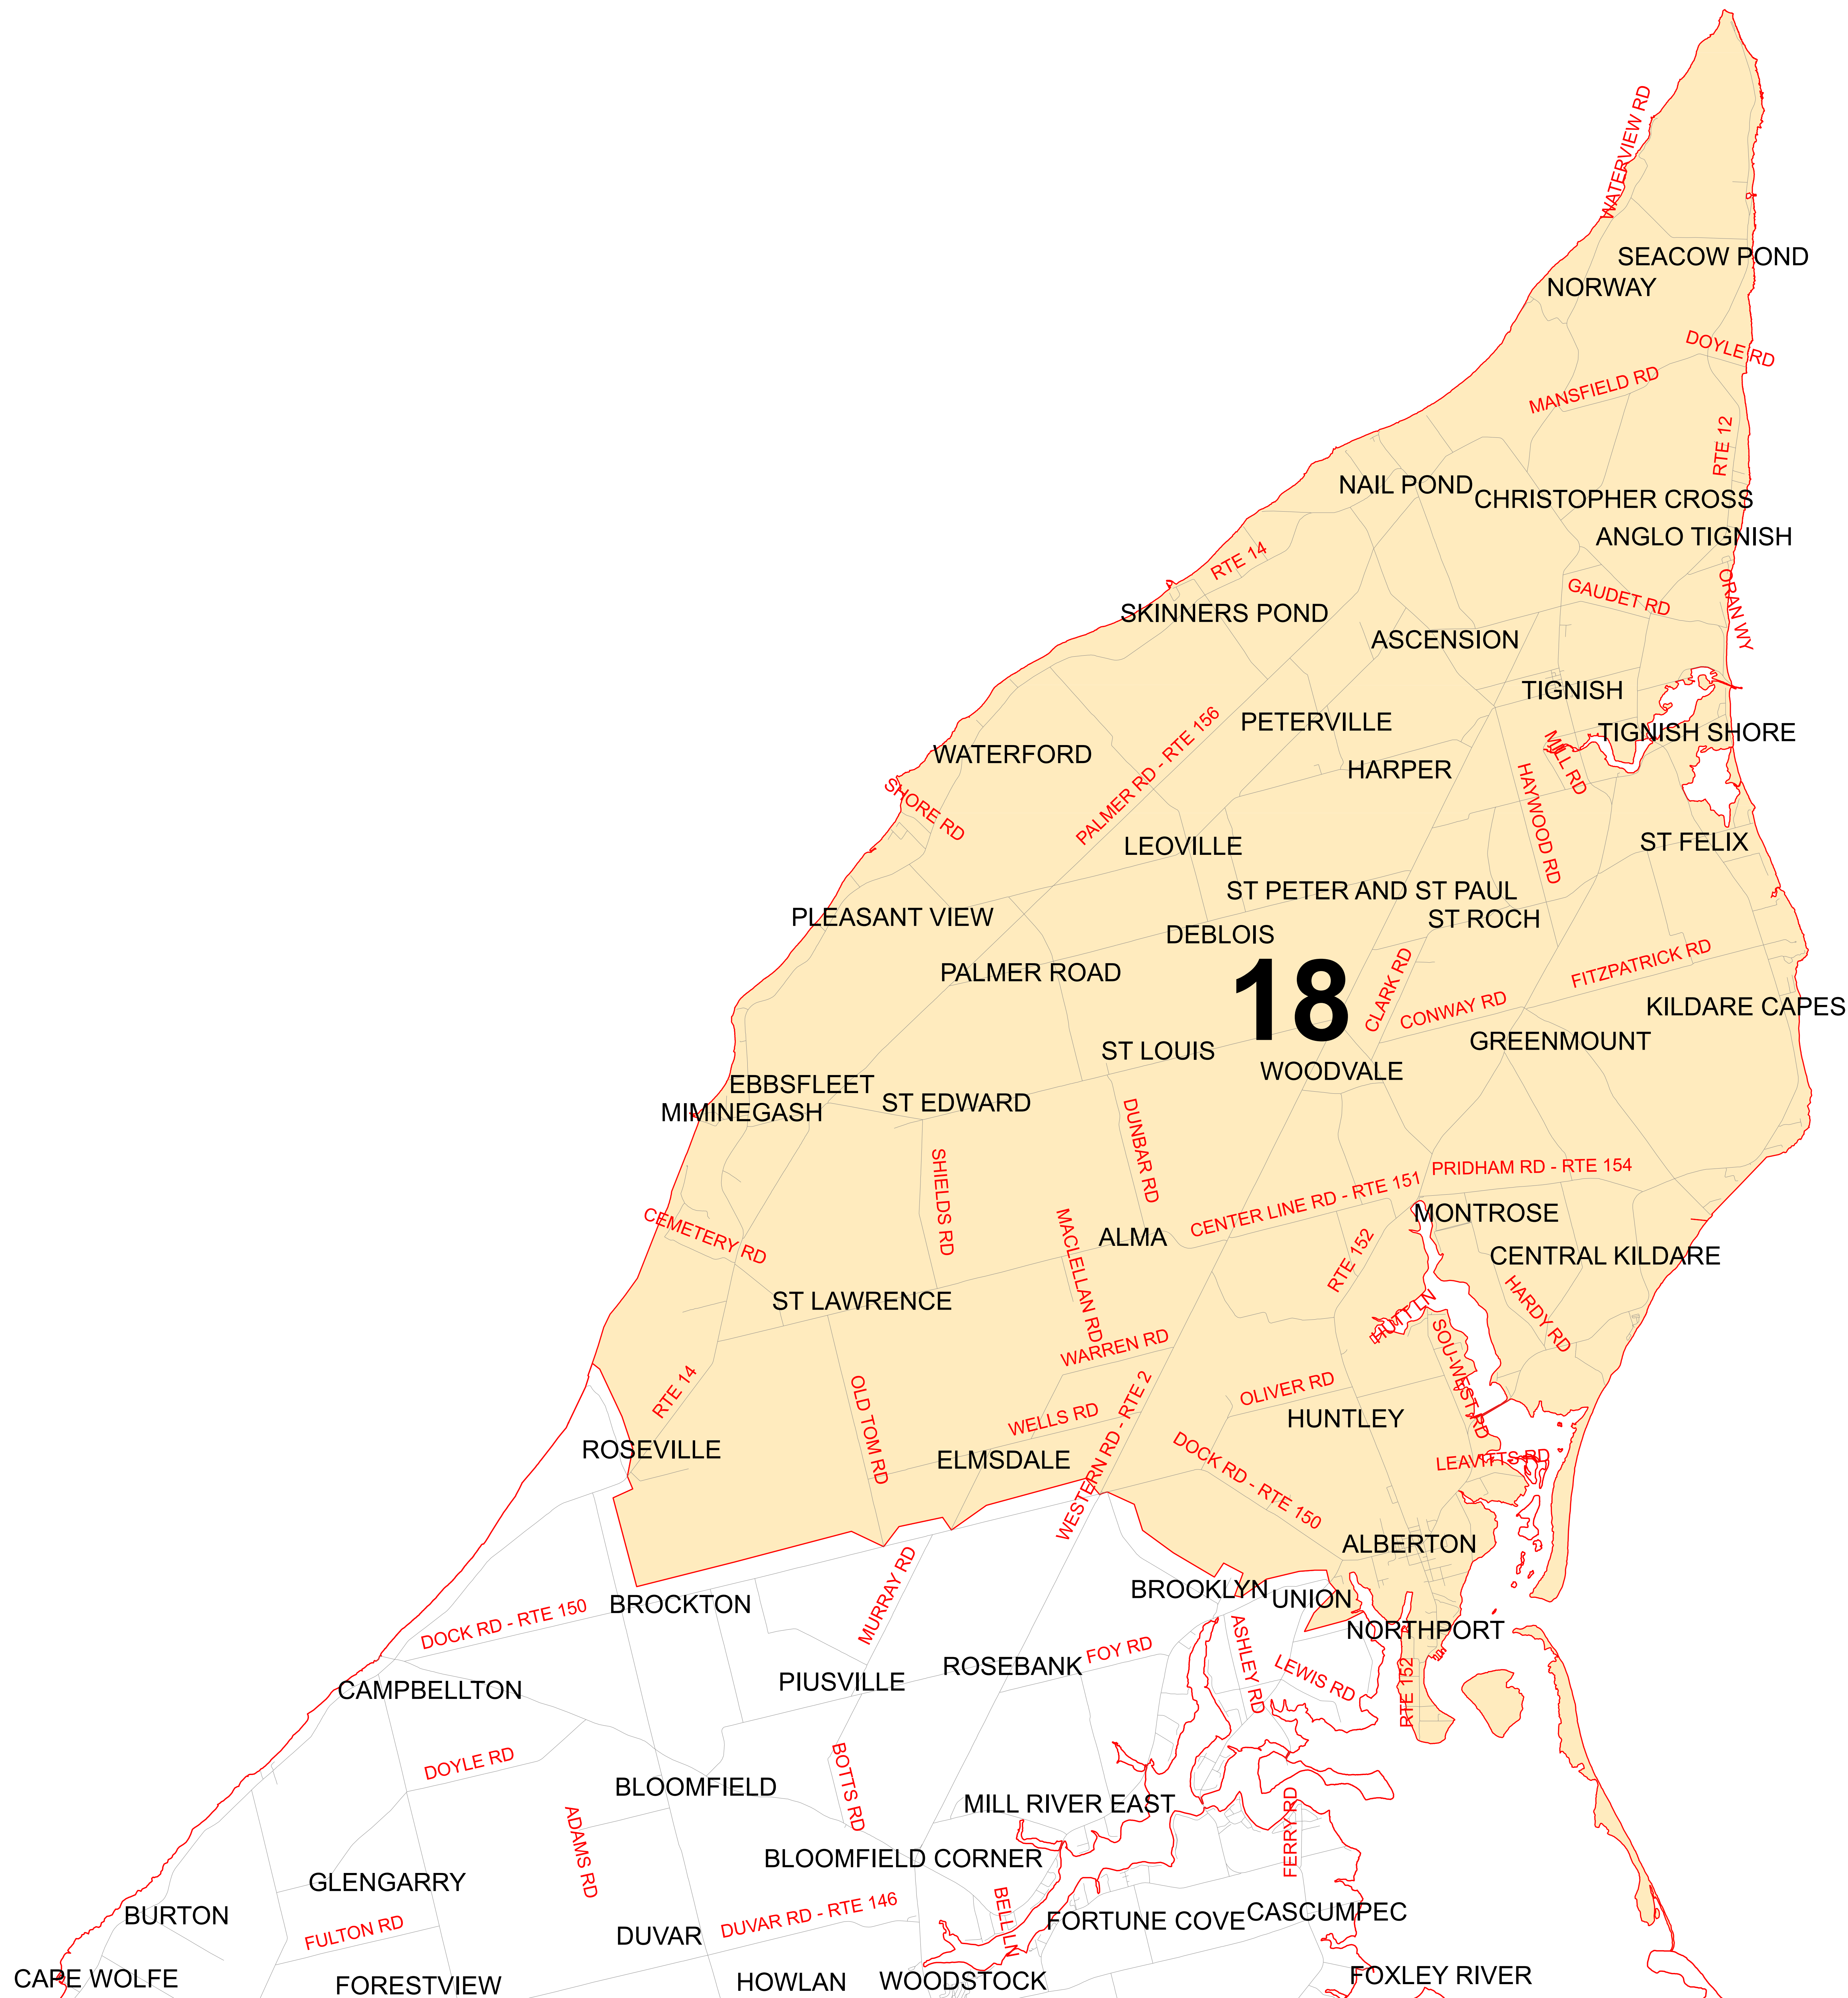 WATERVIEW RD
SEACOW POND
NORWAY
DOYLE RD
MANSFIELD RD
RTE 12
NAIL POND
CHRISTOPHER CROSS
ANGLO TIGNISH
RTE 14
GAUDET RD
ORAN WY
SKINNERS POND
ASCENSION
TIGNISH
PETERVILLE
TIGNISH SHORE
WATERFORD
PALMER RD - RTE 156
HARPER
MILL RD
HAYWOOD RD
SHORE RD
LEOVILLE
ST FELIX
ST PETER AND ST PAUL
PLEASANT VIEW
ST ROCH
DEBLOIS
PALMER ROAD
18
CLARK RD
FITZPATRICK RD
CONWAY RD
KILDARE CAPES
GREENMOUNT
ST LOUIS
WOODVALE
EBBSFLEET
MIMINEGASH
ST EDWARD
DUNBAR RD
SHIELDS RD
PRIDHAM RD - RTE 154
CENTER LINE RD - RTE 151
MONTROSE
CEMETERY RD
MACLELLAN RD
ALMA
RTE 152
CENTRAL KILDARE
ST LAWRENCE
HUTT LN
HARDY RD
WARREN RD
SOU-WEST RD
RTE 14
OLD TOM RD
OLIVER RD
WELLS RD
HUNTLEY
WESTERN RD - RTE 2
ROSEVILLE
ELMSDALE
DOCK RD - RTE 150
LEAVITTS RD
ALBERTON
MURRAY RD
BROCKTON
BROOKLYN
UNION
DOCK RD - RTE 150
NORTHPORT
FOY RD
ASHLEY RD
ROSEBANK
LEWIS RD
PIUSVILLE
CAMPBELLTON
RTE 152
DOYLE RD
BOTTS RD
BLOOMFIELD
MILL RIVER EAST
FERRY RD
ADAMS RD
BLOOMFIELD CORNER
GLENGARRY
BURTON
FULTON RD
DUVAR
DUVAR RD - RTE 146
BELL LN
FORTUNE COVE
CASCUMPEC
CAPE WOLFE
FORESTVIEW
HOWLAN
WOODSTOCK
FOXLEY RIVER